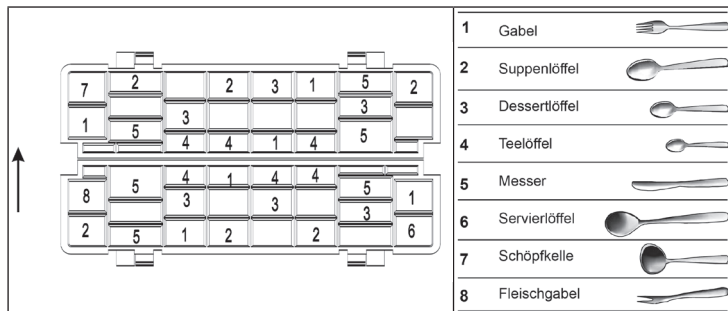 7 2 2 3 1 5 2
3
1 3
5 5
4 4 1 4
4 1 4 4
5 5
8 3 3 1
3
2 5 1 2 2 6
1 Gabel
2 Suppenlöffel
3 Dessertlöffel
4 Teelöffel
5 Messer
6 Servierlöffel
7 Schöpfkelle
8 Fleischgabel